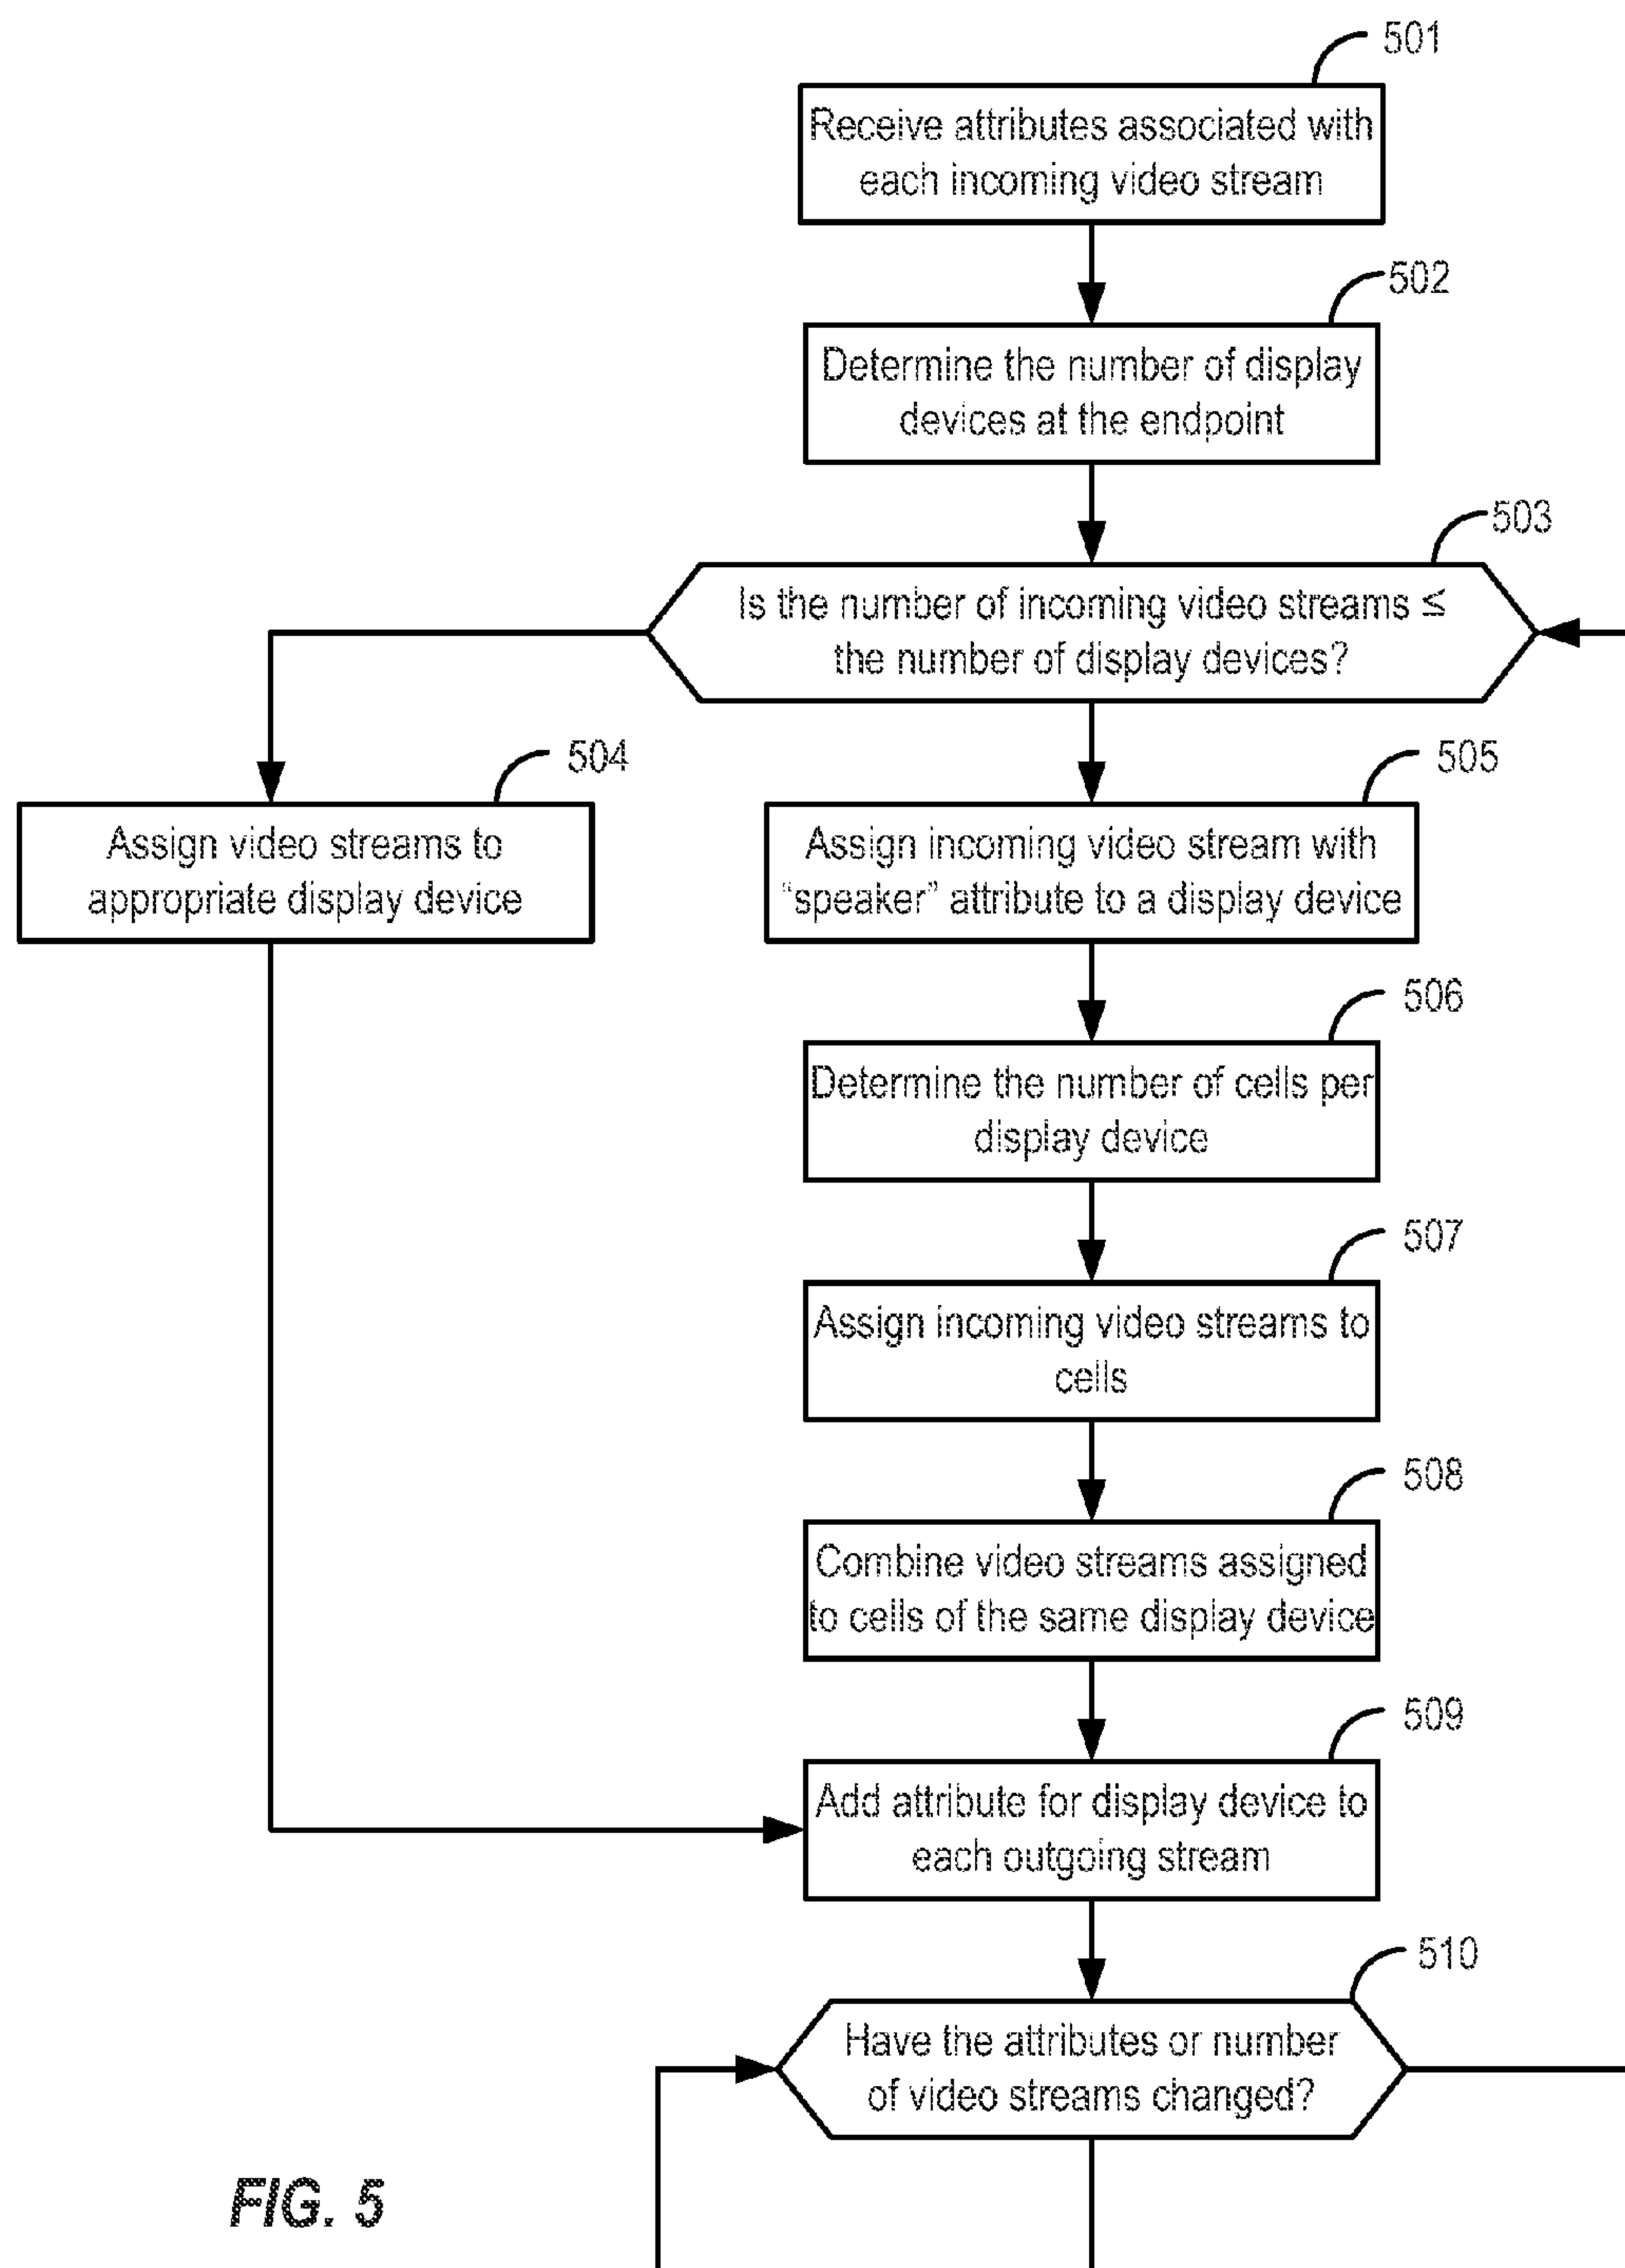 501
Receive attributes associated with
each incoming video stream
502
Determine the number of display
devices at the endpoint
503
Is the number of incoming video streams ≤
the number of display devices?
504
Assign video streams to
appropriate display device
505
Assign incoming video stream with
“speaker” attribute to a display device
506
Determine the number of cells per
display device
507
Assign incoming video streams to
cells
508
Combine video streams assigned
to cells of the same display device
509
Add attribute for display device to
each outgoing stream
510
Have the attributes or number
of video streams changed?
FIG. 5